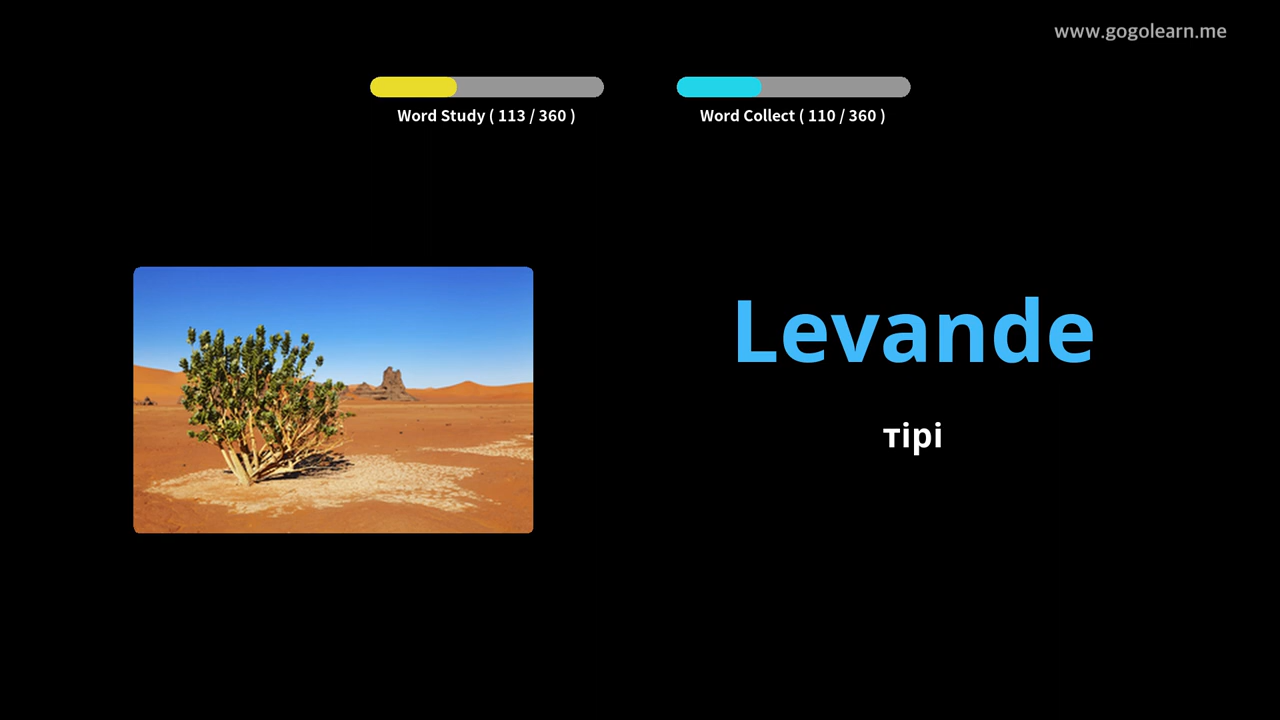 www.gogolearn.me
Word Study ( 113 / 360 )
Word Collect ( 110 / 360 )
Levande
тірі